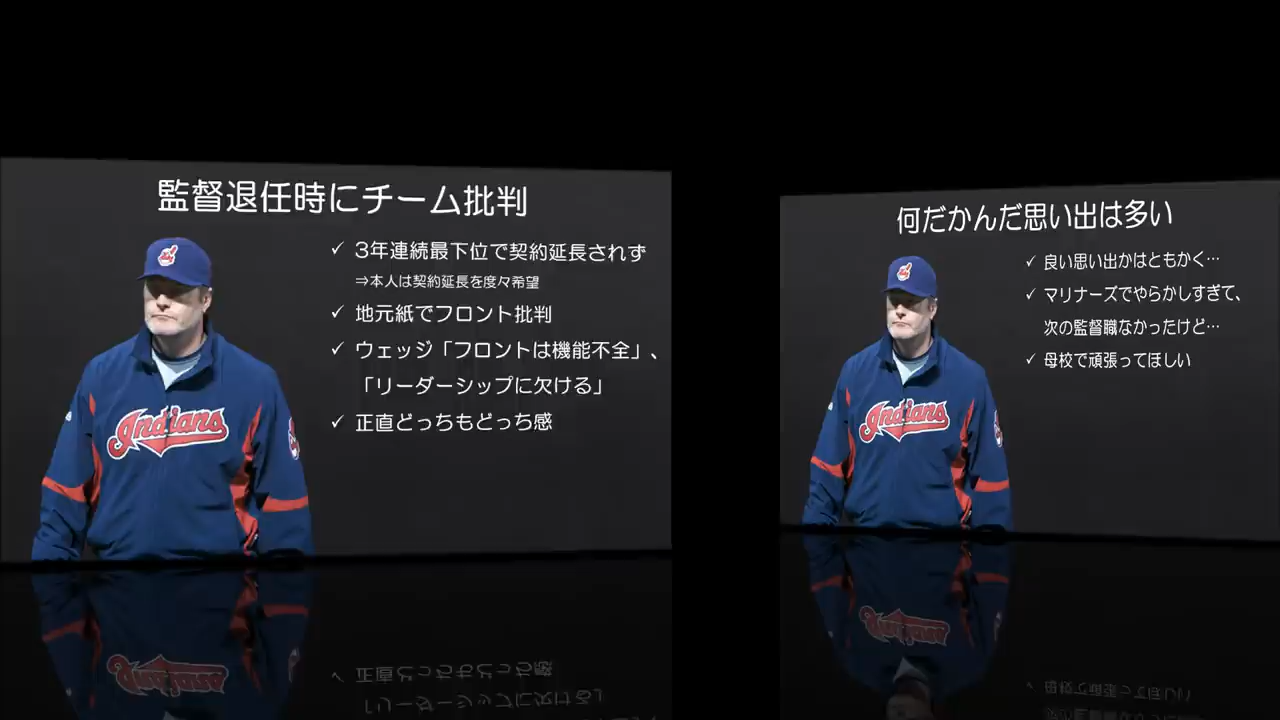 監督退任時にチーム批判
✓ 3年連続最下位で契約延長されず
⇒本人は契約延長を度々希望
✓ 地元紙でフロント批判
✓ ウェッジ「フロントは機能不全」、
「リーダーシップに欠ける」
✓ 正直どっちもどっち感
Indians
何だかんだ思い出は多い
✓ 良い思い出かはともかく…
✓ マリナーズでやらかしすぎて、
次の監督職なかったけど…
✓ 母校で頑張ってほしい
Indians